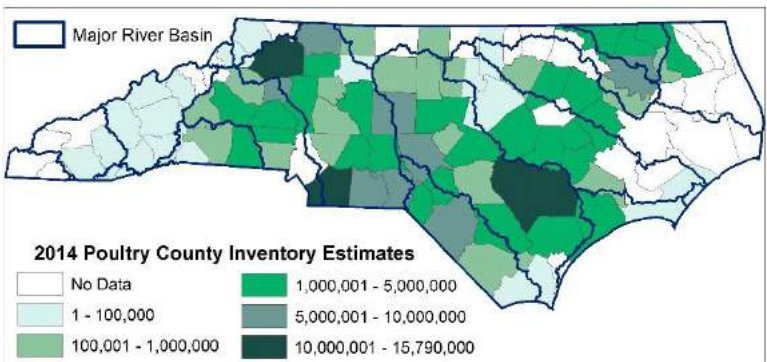 Major River Basin
2014 Poultry County Inventory Estimates
No Data
1 - 100,000
100,001 - 1,000,000
1,000,001 - 5,000,000
5,000,001 - 10,000,000
10,000,001 - 15,790,000